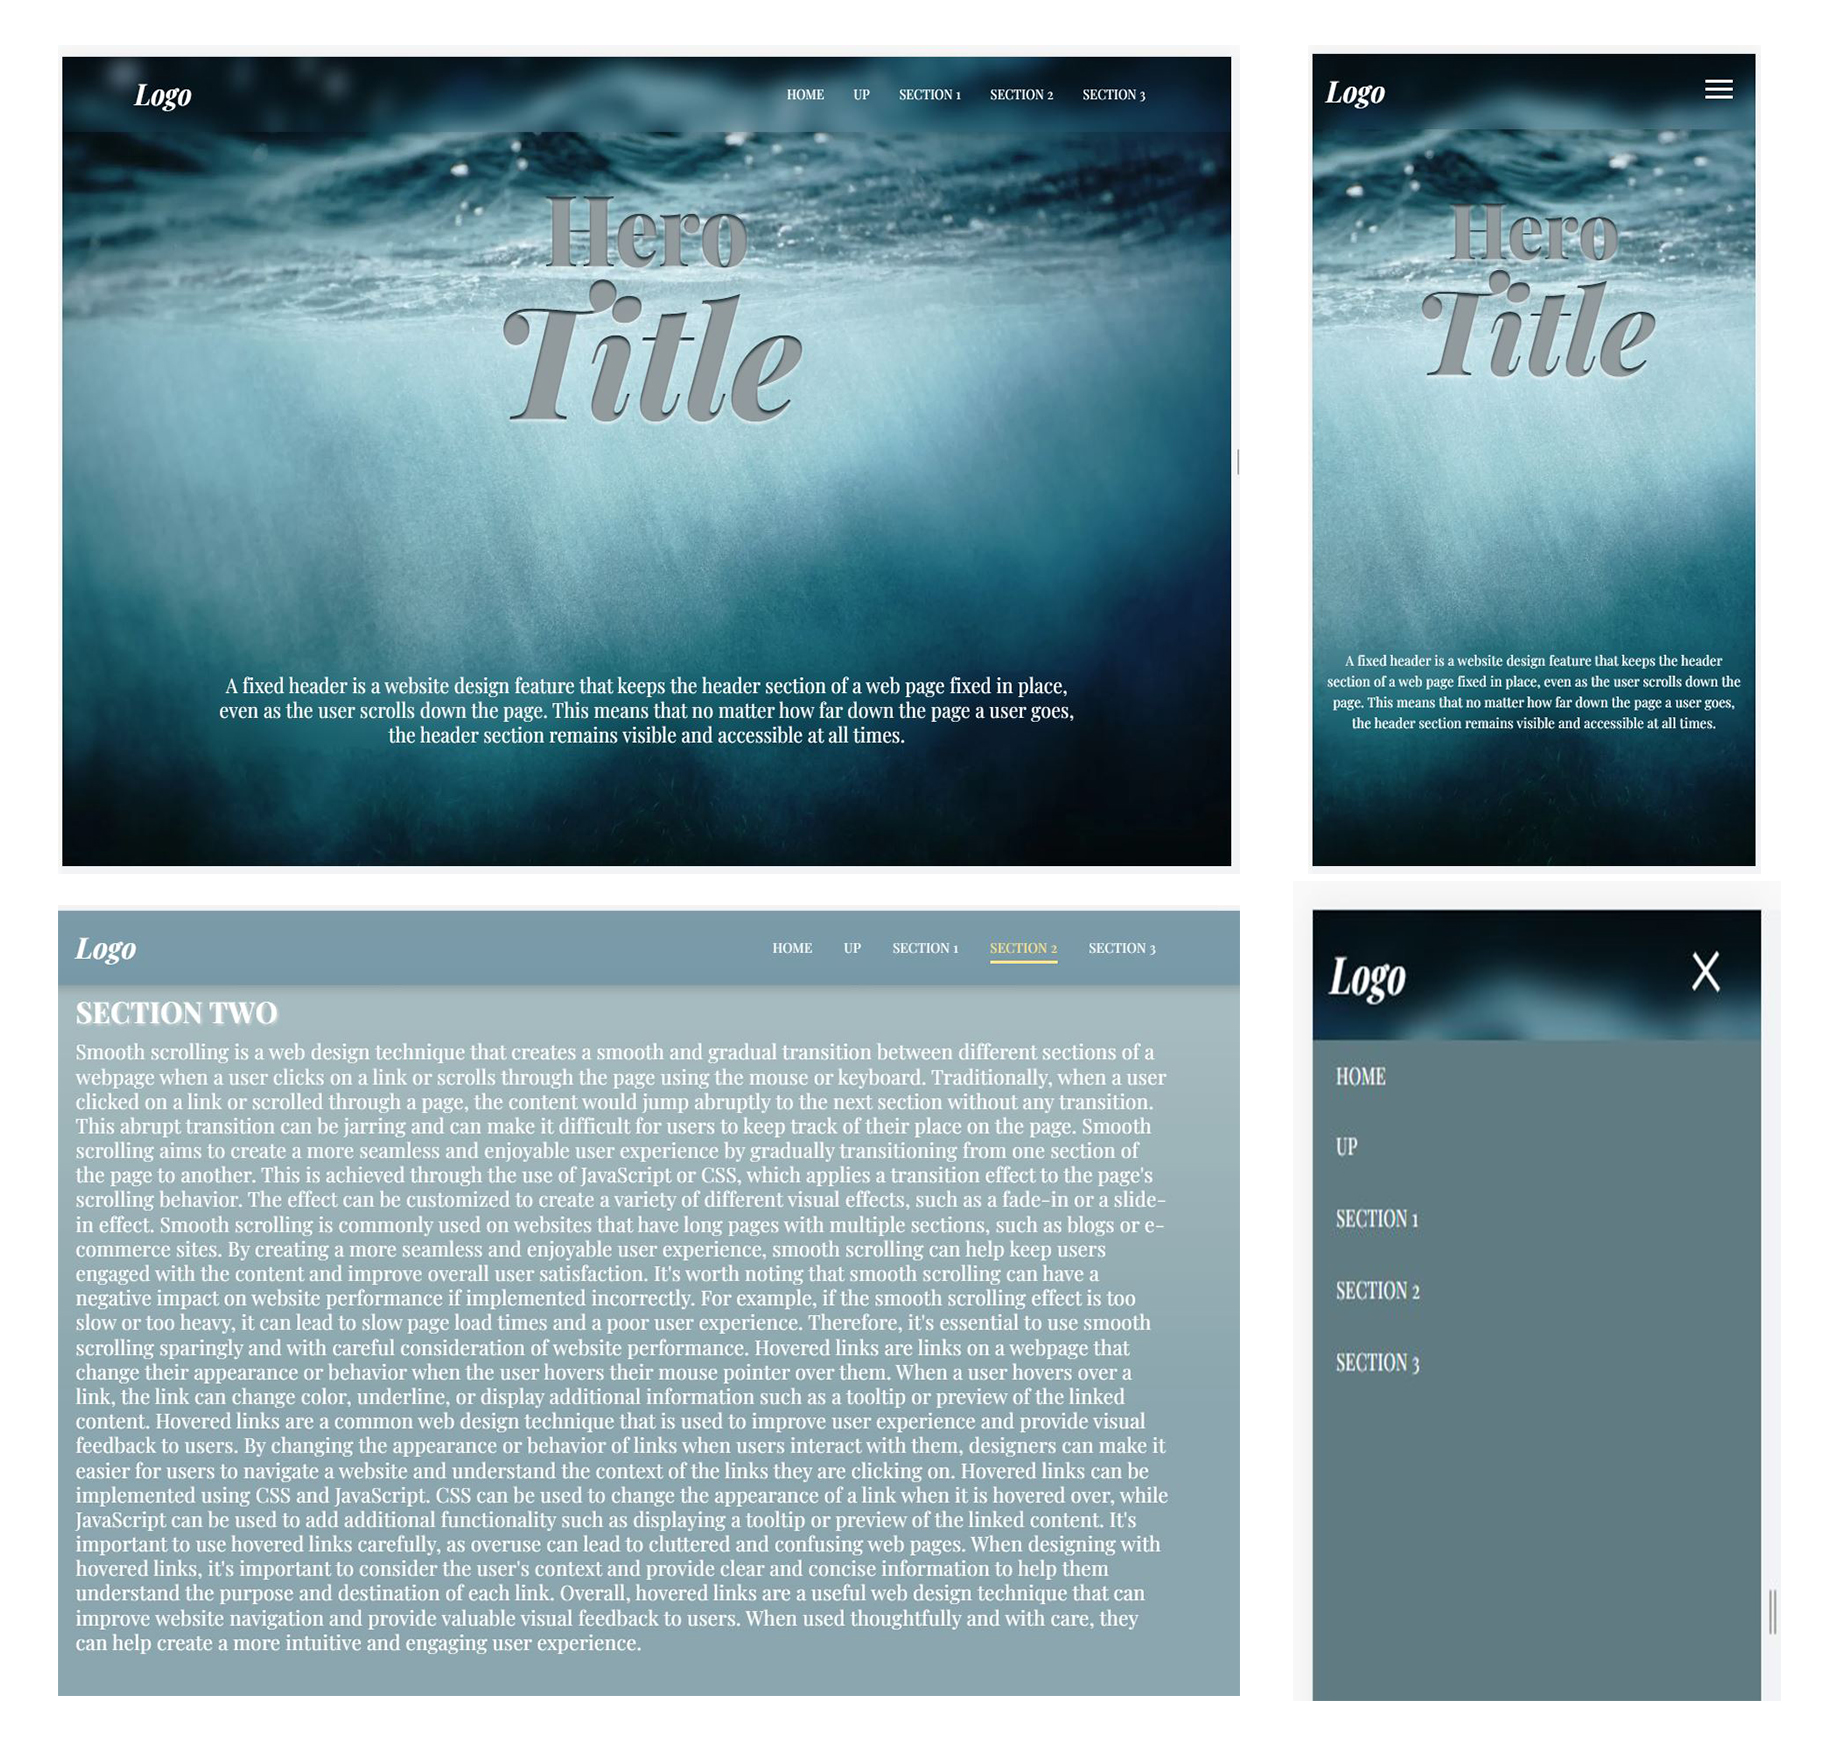 Logo
HOME UP SECTION 1 SECTION 2 SECTION 3
Hero
Title
A fixed header is a website design feature that keeps the header section of a web page fixed in place,
even as the user scrolls down the page. This means that no matter how far down the page a user goes,
the header section remains visible and accessible at all times.
Logo
Hero
Title
A fixed header is a website design feature that keeps the header
section of a web page fixed in place, even as the user scrolls down the
page. This means that no matter how far down the page a user goes,
the header section remains visible and accessible at all times.
Logo
HOME UP SECTION 1 SECTION 2 SECTION 3
SECTION TWO
Smooth scrolling is a web design technique that creates a smooth and gradual transition between different sections of a
webpage when a user clicks on a link or scrolls through the page using the mouse or keyboard. Traditionally, when a user
clicked on a link or scrolled through a page, the content would jump abruptly to the next section without any transition.
This abrupt transition can be jarring and can make it difficult for users to keep track of their place on the page. Smooth
scrolling aims to create a more seamless and enjoyable user experience by gradually transitioning from one section of
the page to another. This is achieved through the use of JavaScript or CSS, which applies a transition effect to the page's
scrolling behavior. The effect can be customized to create a variety of different visual effects, such as a fade-in or a slide-
in effect. Smooth scrolling is commonly used on websites that have long pages with multiple sections, such as blogs or e-
commerce sites. By creating a more seamless and enjoyable user experience, smooth scrolling can help keep users
engaged with the content and improve overall user satisfaction. It's worth noting that smooth scrolling can have a
negative impact on website performance if implemented incorrectly. For example, if the smooth scrolling effect is too
slow or too heavy, it can lead to slow page load times and a poor user experience. Therefore, it's essential to use smooth
scrolling sparingly and with careful consideration of website performance. Hovered links are links on a webpage that
change their appearance or behavior when the user hovers their mouse pointer over them. When a user hovers over a
link, the link can change color, underline, or display additional information such as a tooltip or preview of the linked
content. Hovered links are a common web design technique that is used to improve user experience and provide visual
feedback to users. By changing the appearance or behavior of links when users interact with them, designers can make it
easier for users to navigate a website and understand the context of the links they are clicking on. Hovered links can be
implemented using CSS and JavaScript. CSS can be used to change the appearance of a link when it is hovered over, while
JavaScript can be used to add additional functionality such as displaying a tooltip or preview of the linked content. It's
important to use hovered links carefully, as overuse can lead to cluttered and confusing web pages. When designing with
hovered links, it's important to consider the user's context and provide clear and concise information to help them
understand the purpose and destination of each link. Overall, hovered links are a useful web design technique that can
improve website navigation and provide valuable visual feedback to users. When used thoughtfully and with care, they
can help create a more intuitive and engaging user experience.
Logo
X
HOME
UP
SECTION 1
SECTION 2
SECTION 3